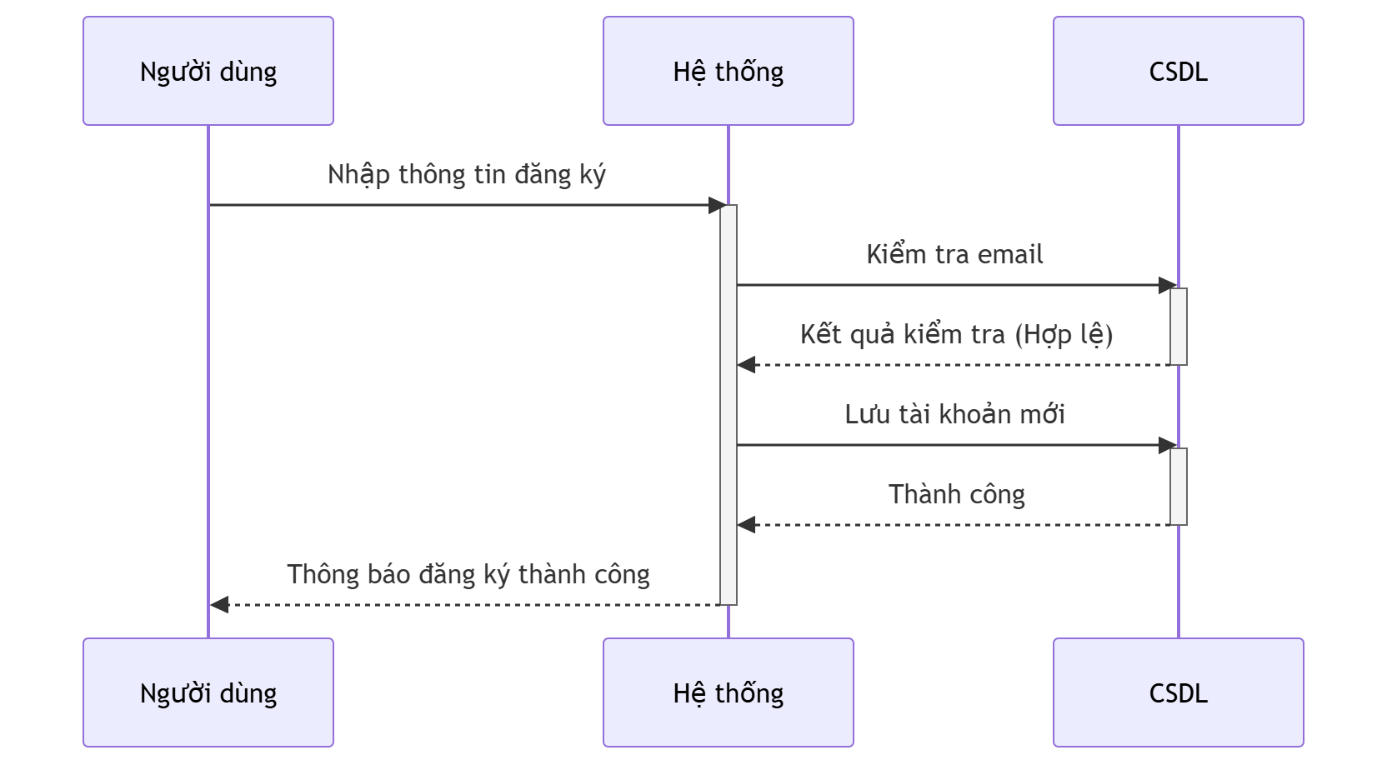 Người dùng
Hệ thống
CSDL
Nhập thông tin đăng ký
Kiểm tra email
Kết quả kiểm tra (Hợp lệ)
Lưu tài khoản mới
Thành công
Thông báo đăng ký thành công
Người dùng
Hệ thống
CSDL